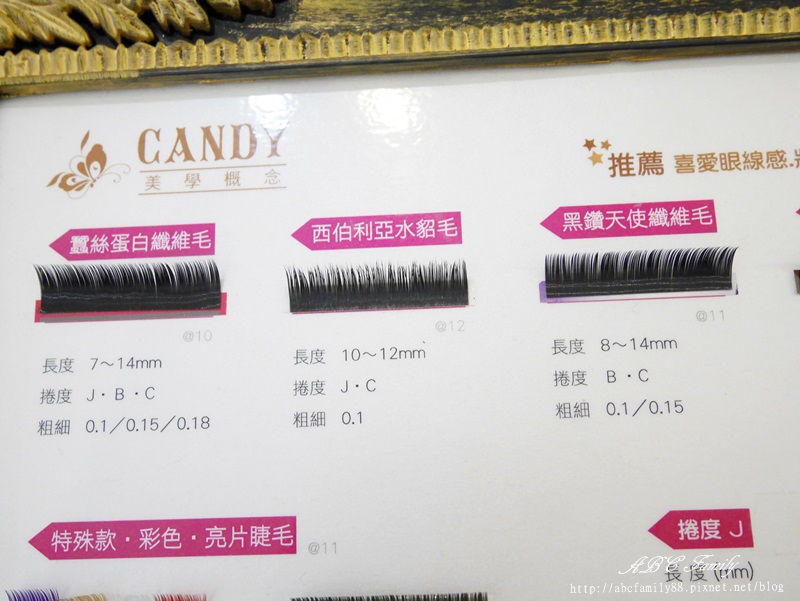 CANDY
美學概念
推薦 喜愛眼線感.
蠶絲蛋白纖維毛
@10
長度 7～14mm
捲度 J・B・C
粗細 0.1／0.15／0.18
西伯利亞水貂毛
@12
長度 10～12mm
捲度 J・C
粗細 0.1
黑鑽天使纖維毛
@11
長度 8～14mm
捲度 B・C
粗細 0.1／0.15
特殊款・彩色・亮片睫毛
@11
捲度 J
長度(mm)
ABC Family
http://abcfamily88.pixnet.net/blog